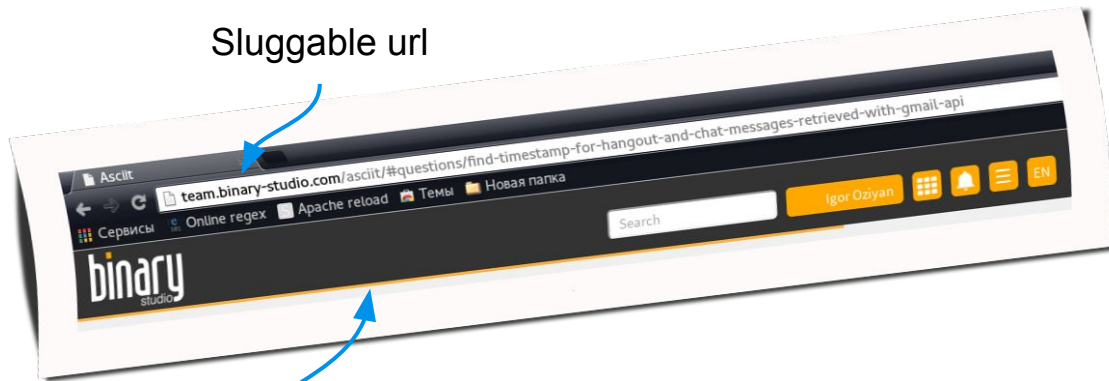 Sluggable url
Asciit
team.binary-studio.com/asciit/#questions/find-timestamp-for-hangout-and-chat-messages-retrieved-with-gmail-api
Сервисы Online regex Apache reload Темы Новая папка
binary
studio
Search
Igor Oziyan
EN